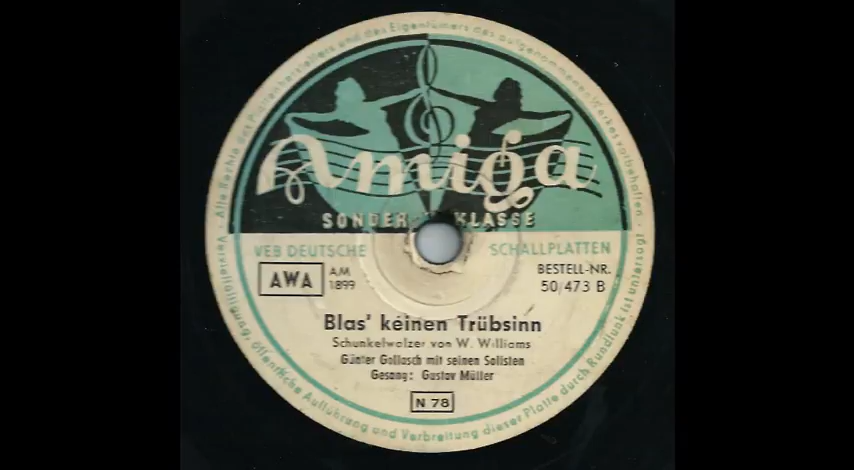 Alle Rechte des Plattenherstellers und des Eigentümers des aufgenommenen Werkes vorbehalten
Amiga
SONDER KLASSE
VEB DEUTSCHE SCHALLPLATTEN
AWA
AM
1899
BESTELL-NR.
50/473 B
Blas' keinen Trübsinn
Schunkelwalzer von W. Williams
Günter Gollasch mit seinen Solisten
Gesang: Gustav Müller
N 78
Vervielfältigung, öffentliche Aufführung und Verbreitung dieser Platte durch Rundfunk ist untersagt